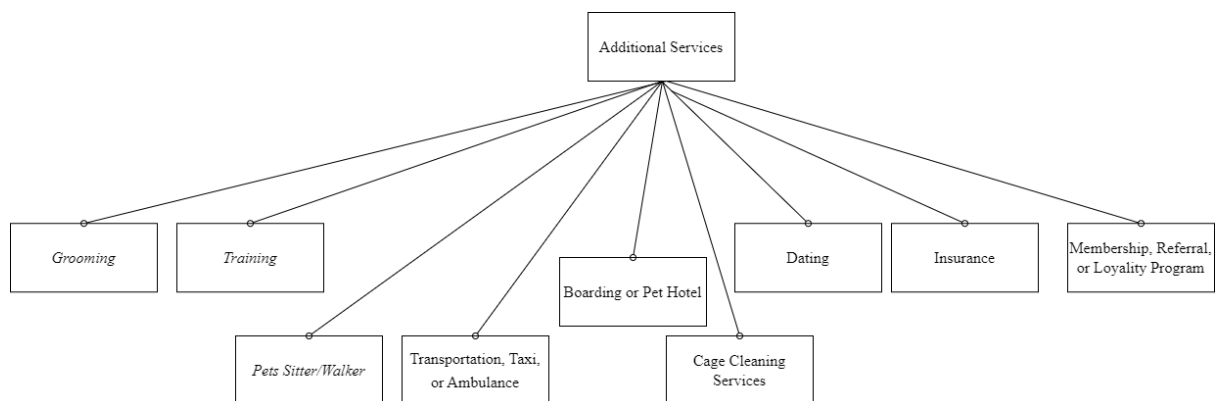 Additional Services
Grooming
Training
Dating
Insurance
Membership, Referral,
or Loyality Program
Boarding or Pet Hotel
Pets Sitter/Walker
Transportation, Taxi,
or Ambulance
Cage Cleaning
Services